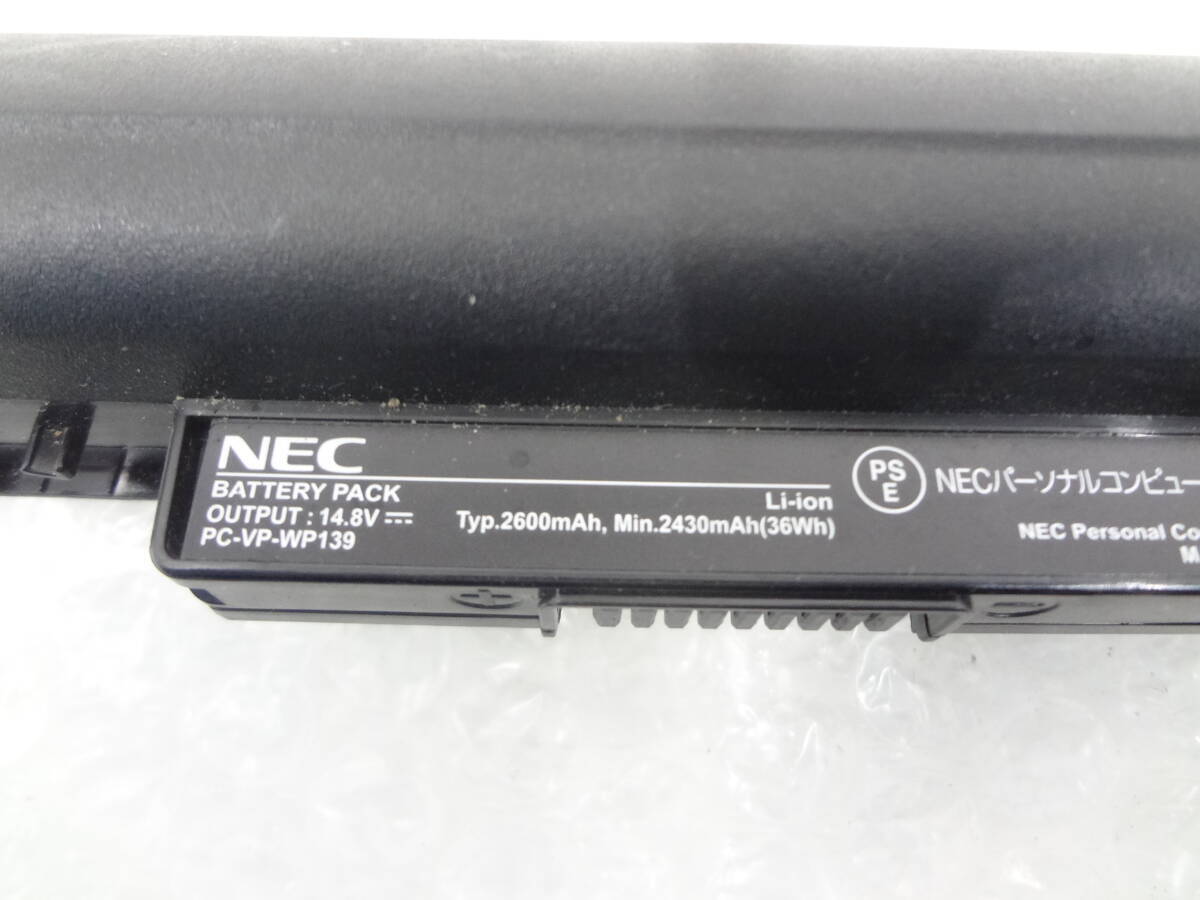 NEC
BATTERY PACK
OUTPUT : 14.8V ⎓
PC-VP-WP139
Li-ion
Typ.2600mAh, Min.2430mAh(36Wh)
PS
E
NECパーソナルコンピュー
NEC Personal Co
M